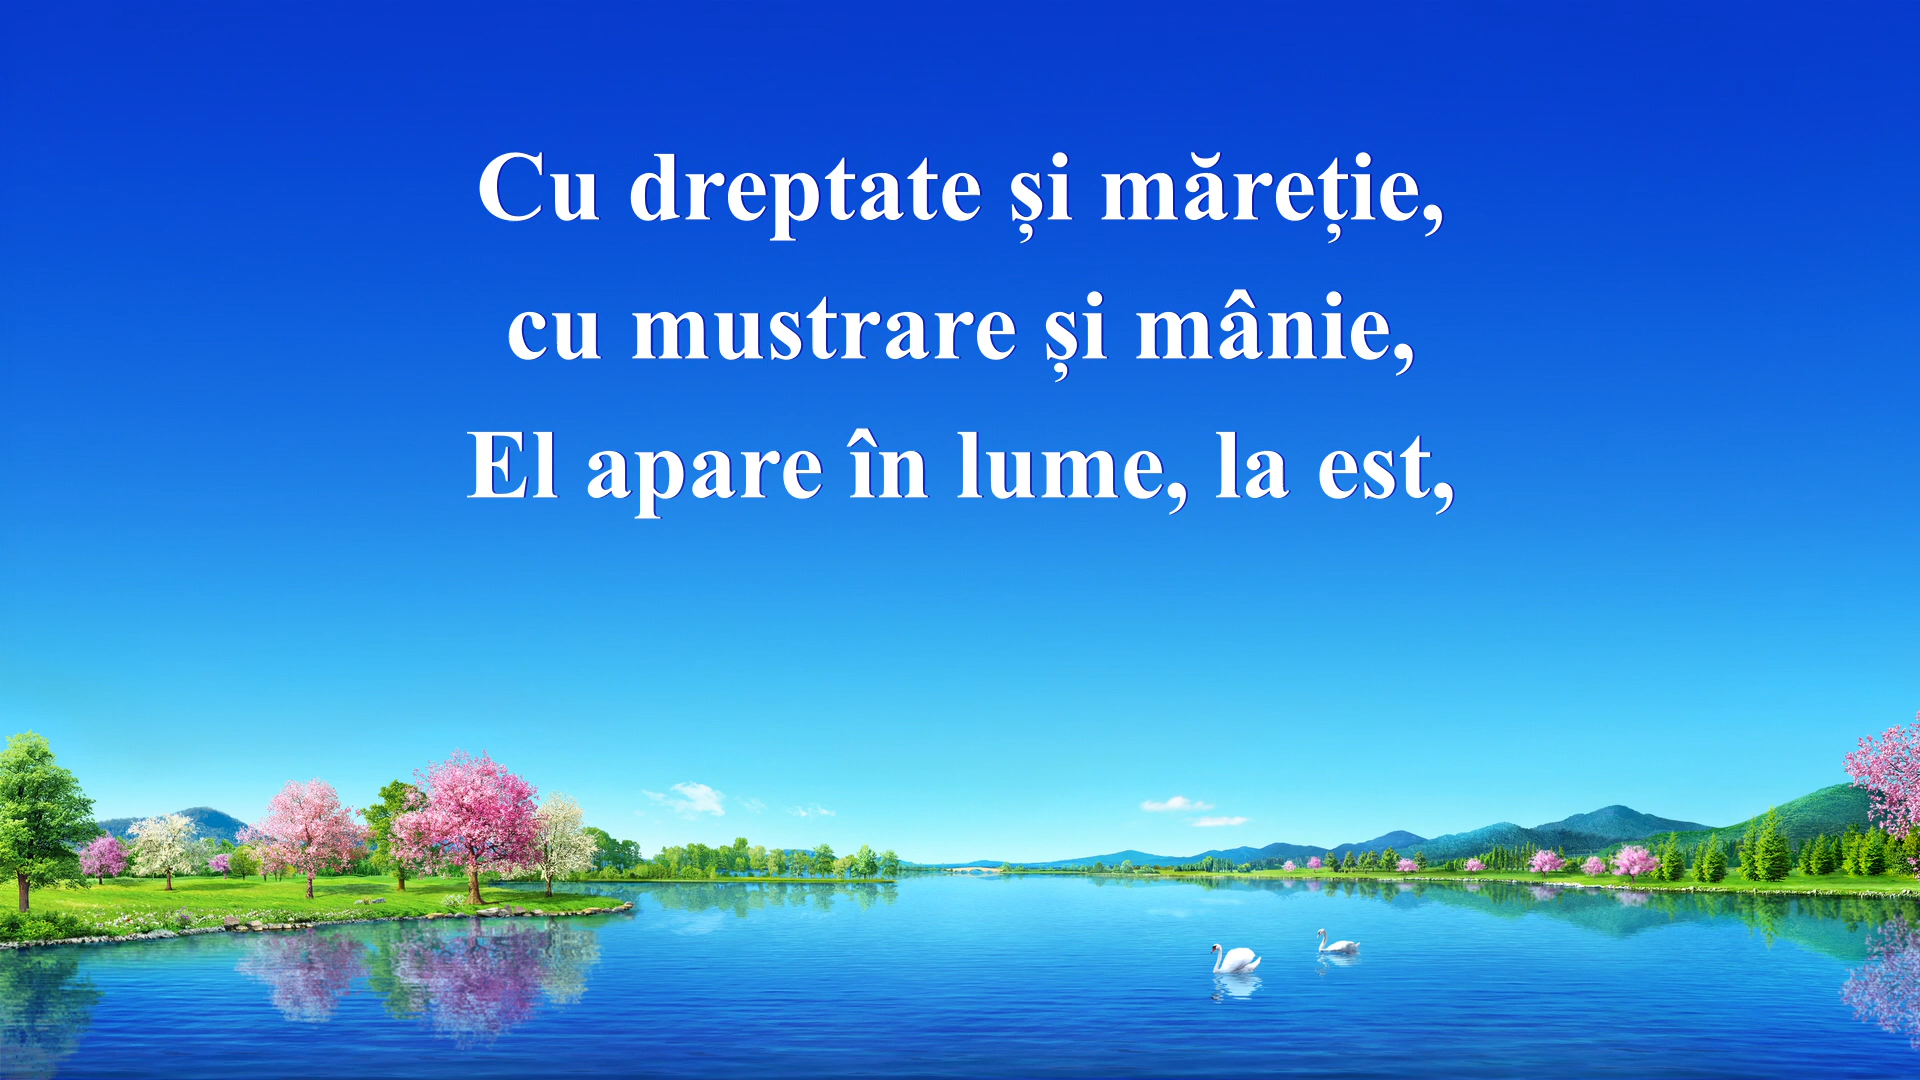 Cu dreptate și măreție,
cu mustrare și mânie,
El apare în lume, la est,